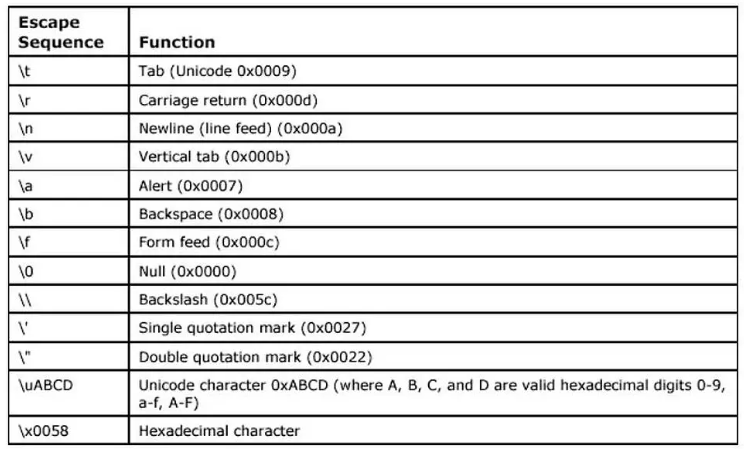 Escape
Sequence Function
\t Tab (Unicode 0x0009)
\r Carriage return (0x000d)
\n Newline (line feed) (0x000a)
\v Vertical tab (0x000b)
\a Alert (0x0007)
\b Backspace (0x0008)
\f Form feed (0x000c)
\0 Null (0x0000)
\\ Backslash (0x005c)
\' Single quotation mark (0x0027)
\" Double quotation mark (0x0022)
\uABCD Unicode character 0xABCD (where A, B, C, and D are valid hexadecimal digits 0-9,
a-f, A-F)
\x0058 Hexadecimal character